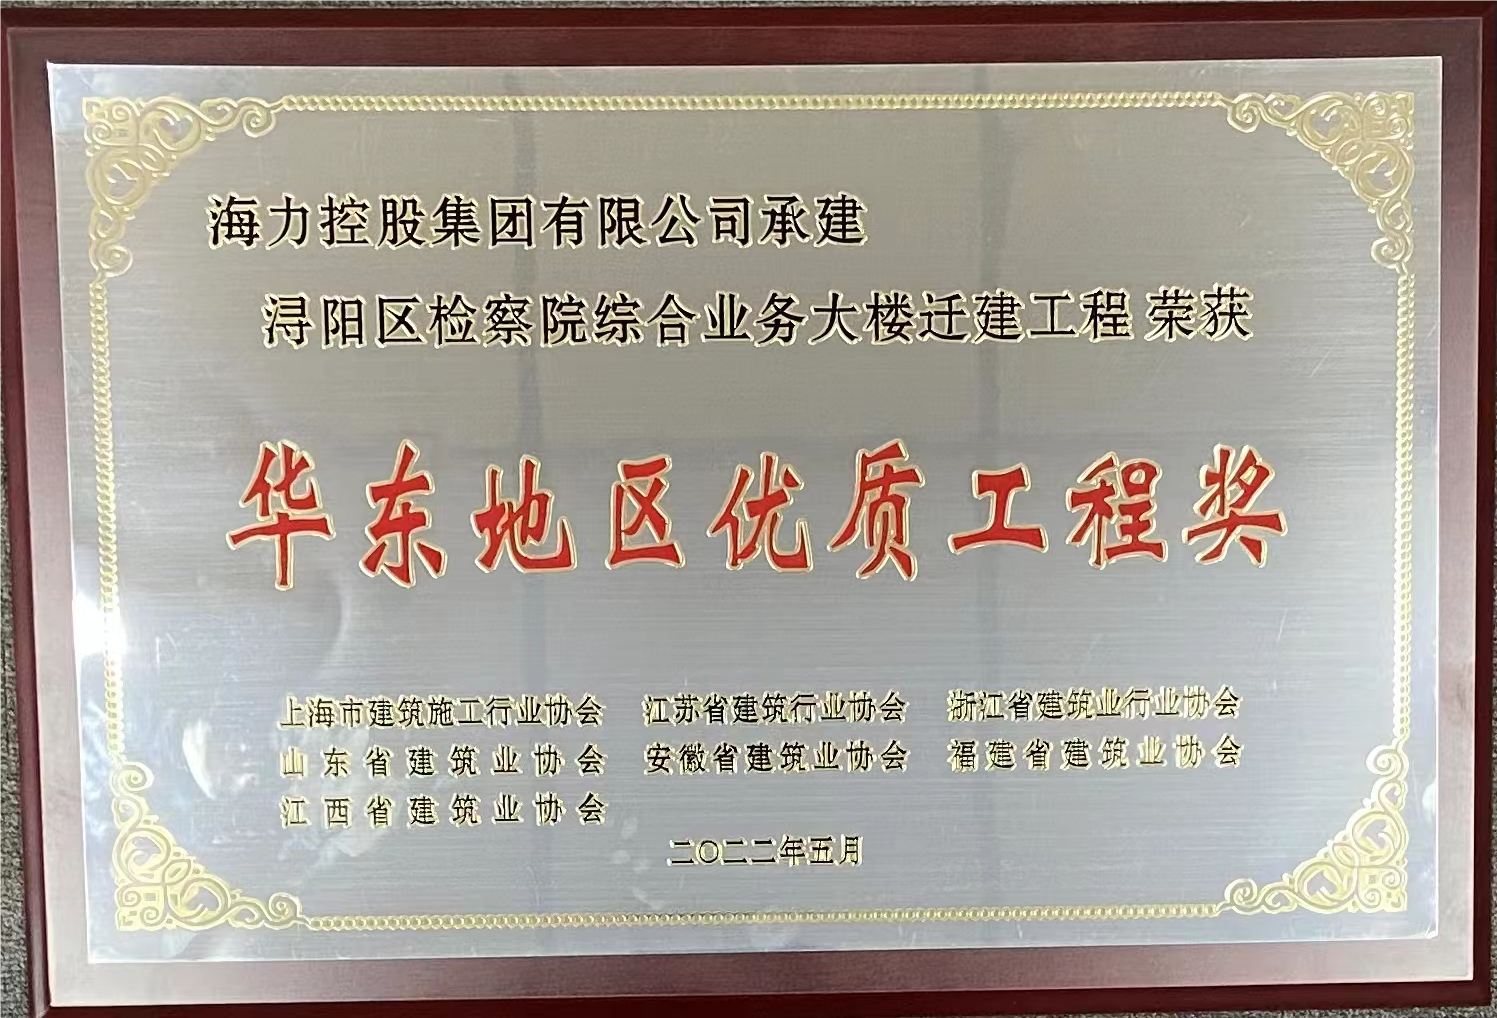 海力控股集团有限公司承建
浔阳区检察院综合业务大楼迁建工程 荣获
华东地区优质工程奖
上海市建筑施工行业协会 江苏省建筑行业协会 浙江省建筑业行业协会
山东省建筑业协会 安徽省建筑业协会 福建省建筑业协会
江西省建筑业协会
二〇二二年五月